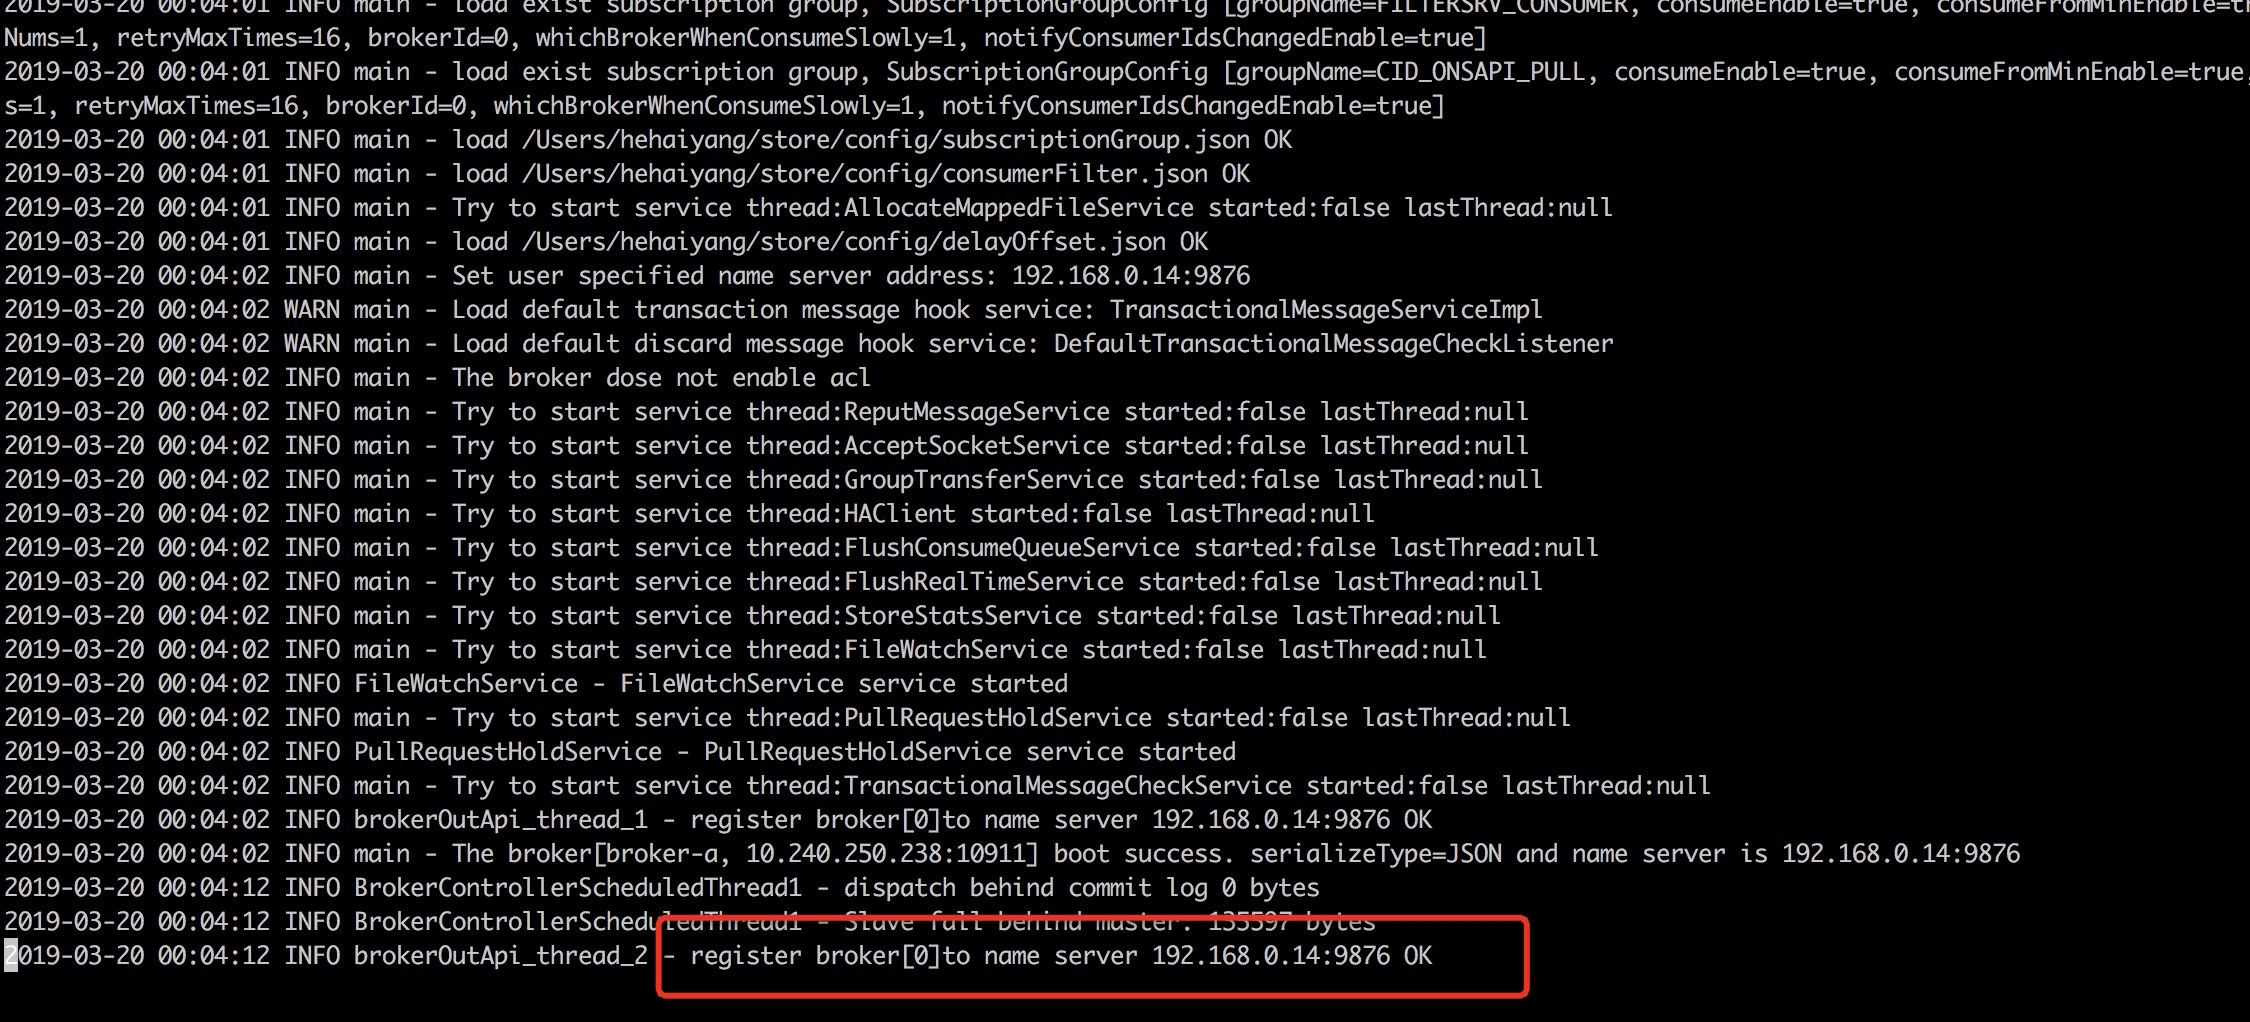 2019-03-20 00:04:01 INFO main - load exist subscription group, SubscriptionGroupConfig [groupName=FILTERSRV_CONSUMER, consumeEnable=true, consumeFromMinEnable=t
Nums=1, retryMaxTimes=16, brokerId=0, whichBrokerWhenConsumeSlowly=1, notifyConsumerIdsChangedEnable=true]
2019-03-20 00:04:01 INFO main - load exist subscription group, SubscriptionGroupConfig [groupName=CID_ONSAPI_PULL, consumeEnable=true, consumeFromMinEnable=true,
s=1, retryMaxTimes=16, brokerId=0, whichBrokerWhenConsumeSlowly=1, notifyConsumerIdsChangedEnable=true]
2019-03-20 00:04:01 INFO main - load /Users/hehaiyang/store/config/subscriptionGroup.json OK
2019-03-20 00:04:01 INFO main - load /Users/hehaiyang/store/config/consumerFilter.json OK
2019-03-20 00:04:01 INFO main - Try to start service thread:AllocateMappedFileService started:false lastThread:null
2019-03-20 00:04:01 INFO main - load /Users/hehaiyang/store/config/delayOffset.json OK
2019-03-20 00:04:02 INFO main - Set user specified name server address: 192.168.0.14:9876
2019-03-20 00:04:02 WARN main - Load default transaction message hook service: TransactionalMessageServiceImpl
2019-03-20 00:04:02 WARN main - Load default discard message hook service: DefaultTransactionalMessageCheckListener
2019-03-20 00:04:02 INFO main - The broker dose not enable acl
2019-03-20 00:04:02 INFO main - Try to start service thread:ReputMessageService started:false lastThread:null
2019-03-20 00:04:02 INFO main - Try to start service thread:AcceptSocketService started:false lastThread:null
2019-03-20 00:04:02 INFO main - Try to start service thread:GroupTransferService started:false lastThread:null
2019-03-20 00:04:02 INFO main - Try to start service thread:HAClient started:false lastThread:null
2019-03-20 00:04:02 INFO main - Try to start service thread:FlushConsumeQueueService started:false lastThread:null
2019-03-20 00:04:02 INFO main - Try to start service thread:FlushRealTimeService started:false lastThread:null
2019-03-20 00:04:02 INFO main - Try to start service thread:StoreStatsService started:false lastThread:null
2019-03-20 00:04:02 INFO main - Try to start service thread:FileWatchService started:false lastThread:null
2019-03-20 00:04:02 INFO FileWatchService - FileWatchService service started
2019-03-20 00:04:02 INFO main - Try to start service thread:PullRequestHoldService started:false lastThread:null
2019-03-20 00:04:02 INFO PullRequestHoldService - PullRequestHoldService service started
2019-03-20 00:04:02 INFO main - Try to start service thread:TransactionalMessageCheckService started:false lastThread:null
2019-03-20 00:04:02 INFO brokerOutApi_thread_1 - register broker[0]to name server 192.168.0.14:9876 OK
2019-03-20 00:04:02 INFO main - The broker[broker-a, 10.240.250.238:10911] boot success. serializeType=JSON and name server is 192.168.0.14:9876
2019-03-20 00:04:12 INFO BrokerControllerScheduledThread1 - dispatch behind commit log 0 bytes
2019-03-20 00:04:12 INFO BrokerControllerScheduledThread1 - Slave fall behind master: 135597 bytes
2019-03-20 00:04:12 INFO brokerOutApi_thread_2 - register broker[0]to name server 192.168.0.14:9876 OK